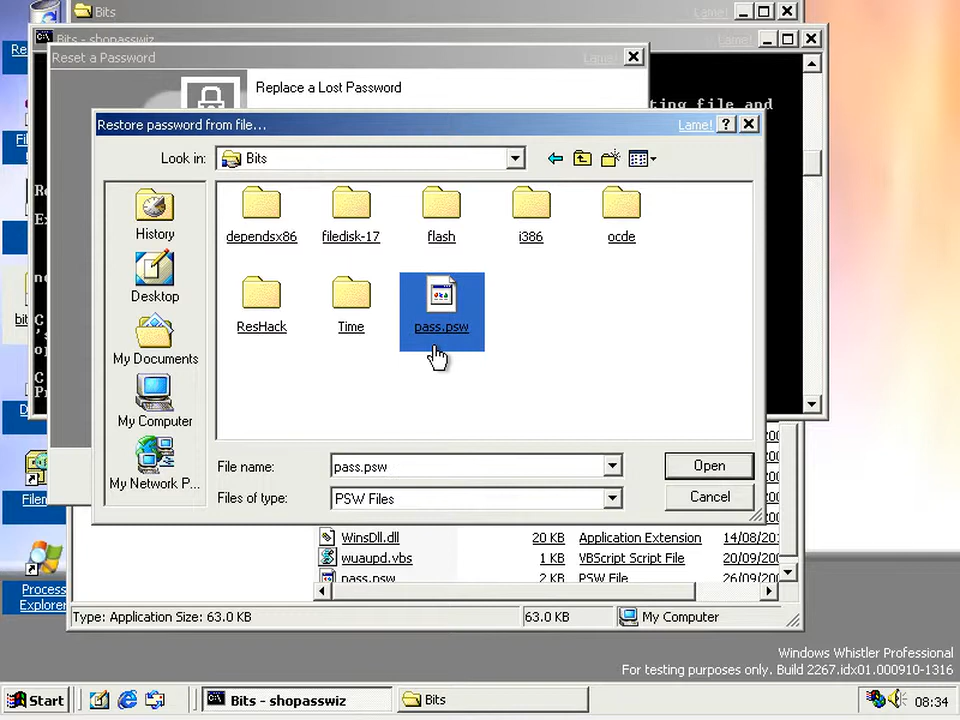 Bits
Lame!
Bits - shopasswiz
Lame!
Reset a Password
Lame!
Replace a Lost Password
ting file and
Restore password from file...
Lame!
Look in:
Bits
History
Desktop
My Documents
My Computer
My Network P...
dependsx86
filedisk-17
flash
i386
ocde
ResHack
Time
pass.psw
File name:
pass.psw
Open
Files of type:
PSW Files
Cancel
WinsDll.dll
20 KB
Application Extension
14/08/20
wuaupd.vbs
1 KB
VBScript Script File
20/09/20
pass.psw
2 KB
PSW File
26/09/20
Type: Application Size: 63.0 KB
63.0 KB
My Computer
Process
Explorer
Windows Whistler Professional
For testing purposes only. Build 2267.idx01.000910-1316
Start
Bits - shopasswiz
Bits
08:34